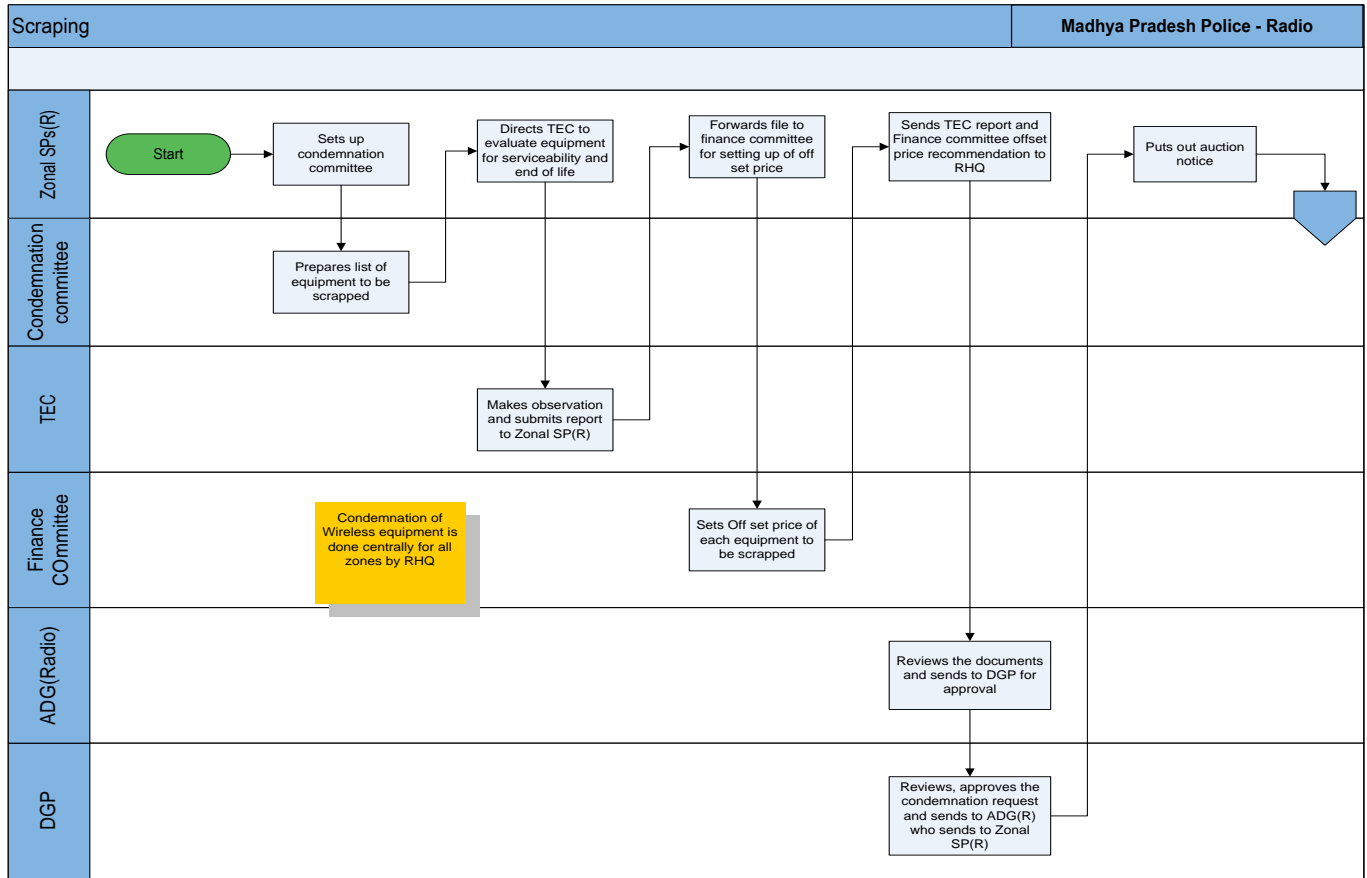 Scraping
Madhya Pradesh Police - Radio
Zonal SPs(R)
Start
Sets up
condemnation
committee
Directs TEC to
evaluate equipment
for serviceability and
end of life
Forwards file to
finance committee
for setting up of off
set price
Sends TEC report and
Finance committee offset
price recommendation to
RHQ
Puts out auction
notice
Condemnation
committee
Prepares list of
equipment to be
scrapped
TEC
Makes observation
and submits report
to Zonal SP(R)
Finance
COmmittee
Condemnation of
Wireless equipment is
done centrally for all
zones by RHQ
Sets Off set price of
each equipment to
be scrapped
ADG(Radio)
Reviews the documents
and sends to DGP for
approval
DGP
Reviews, approves the
condemnation request
and sends to ADG(R)
who sends to Zonal
SP(R)